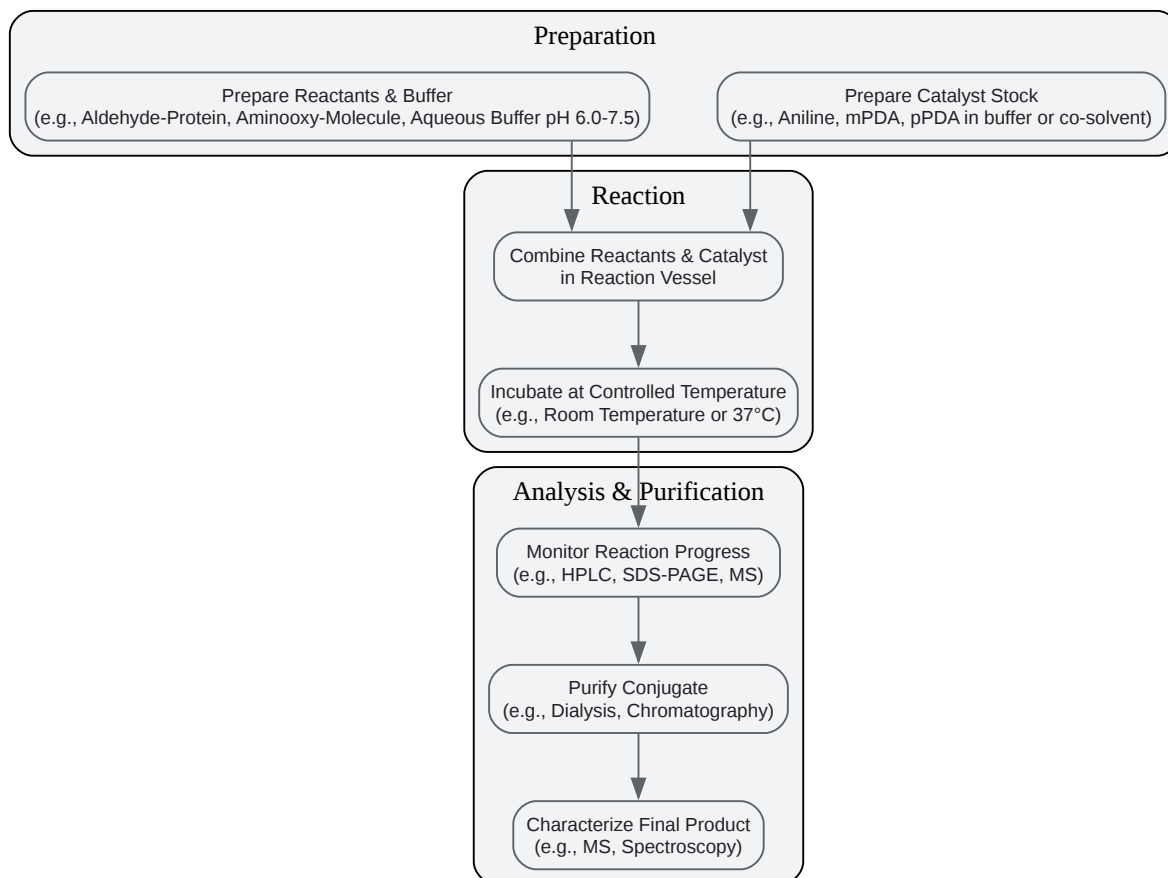 Preparation
Prepare Reactants & Buffer
(e.g., Aldehyde-Protein, Aminooxy-Molecule, Aqueous Buffer pH 6.0-7.5)
Prepare Catalyst Stock
(e.g., Aniline, mPDA, pPDA in buffer or co-solvent)
Reaction
Combine Reactants & Catalyst
in Reaction Vessel
Incubate at Controlled Temperature
(e.g., Room Temperature or 37°C)
Analysis & Purification
Monitor Reaction Progress
(e.g., HPLC, SDS-PAGE, MS)
Purify Conjugate
(e.g., Dialysis, Chromatography)
Characterize Final Product
(e.g., MS, Spectroscopy)